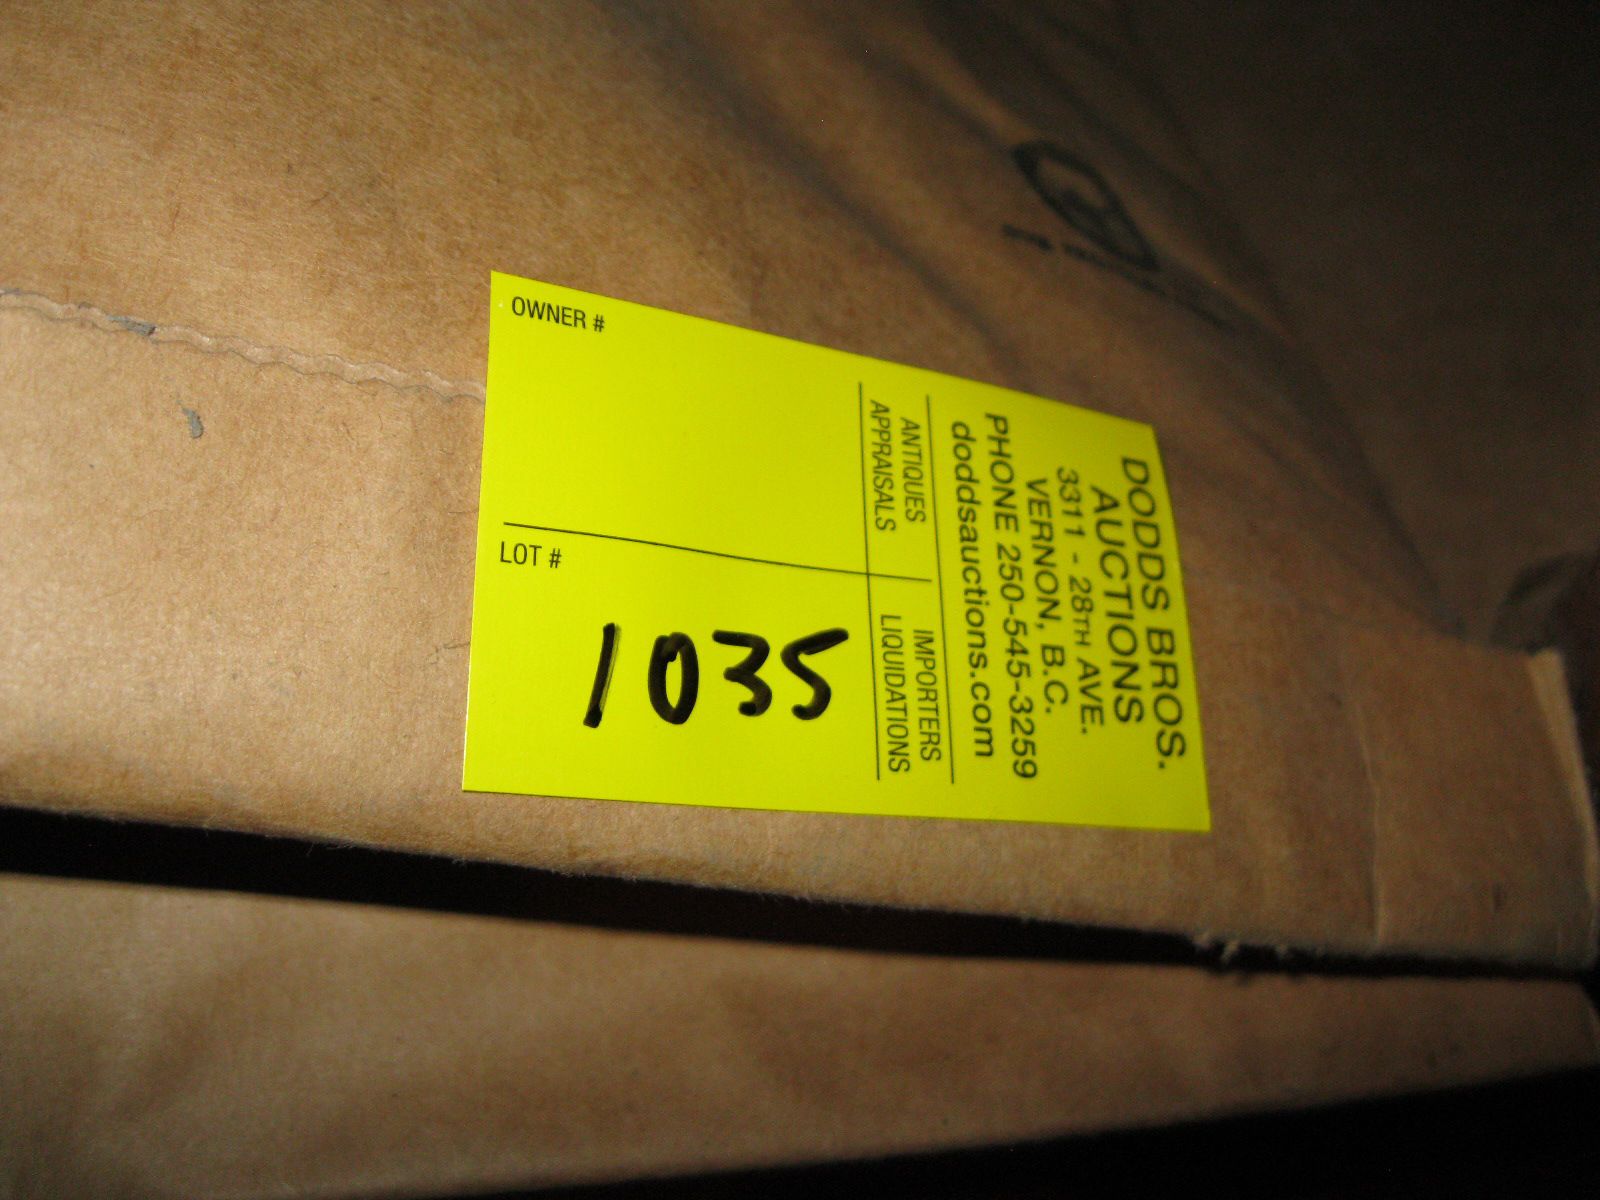 DODDS BROS.
AUCTIONS
3311 - 28TH AVE.
VERNON, B.C.
PHONE 250-545-3259
doddsauctions.com
ANTIQUES
APPRAISALS
IMPORTERS
LIQUIDATIONS
OWNER #
LOT #
1035